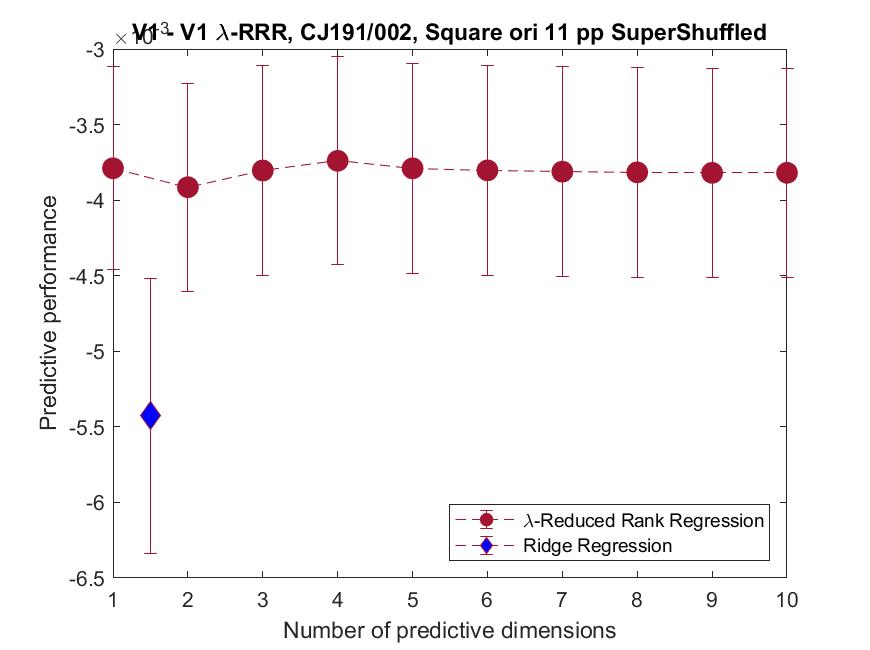 V1 - V1 λ-RRR, CJ191/002, Square ori 11 pp SuperShuffled
×10⁻³
-3
-3.5
-4
-4.5
-5
-5.5
-6
-6.5
Predictive performance
λ-Reduced Rank Regression
Ridge Regression
1 2 3 4 5 6 7 8 9 10
Number of predictive dimensions